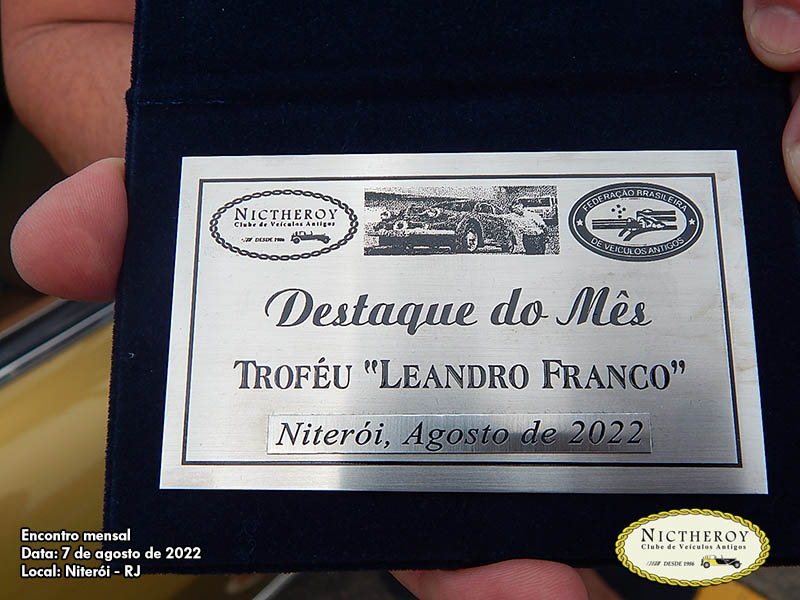 NICTHEROY
Clube de Veículos Antigos
DESDE 1986
FEDERAÇÃO BRASILEIRA
DE VEÍCULOS ANTIGOS
Destaque do Mês
TROFÉU "LEANDRO FRANCO"
Niterói, Agosto de 2022
Encontro mensal
Data: 7 de agosto de 2022
Local: Niterói - RJ
NICTHEROY
Clube de Veículos Antigos
DESDE 1986